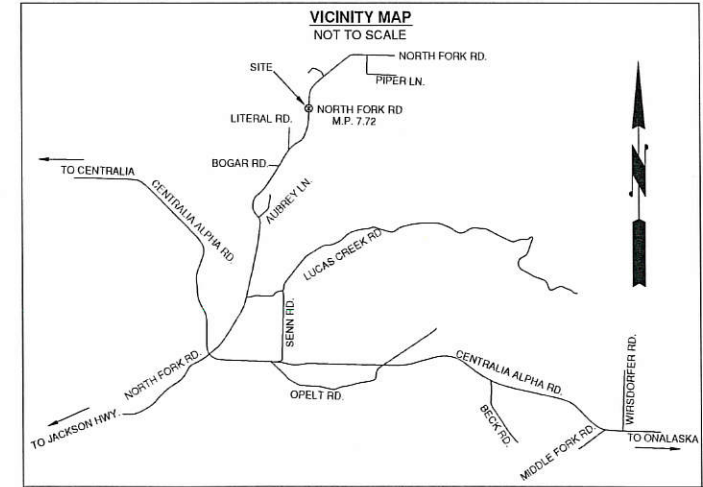 VICINITY MAP
NOT TO SCALE
NORTH FORK RD.
SITE
PIPER LN.
NORTH FORK RD
M.P. 7.72
LITERAL RD.
BOGAR RD.
TO CENTRALIA
CENTRALIA ALPHA RD.
AUBREY LN.
N
LUCAS CREEK RD
SENN RD.
NORTH FORK RD.
CENTRALIA ALPHA RD.
WIRSDORFER RD.
OPELT RD.
BECK RD.
TO JACKSON HWY.
MIDDLE FORK RD.
TO ONALASKA